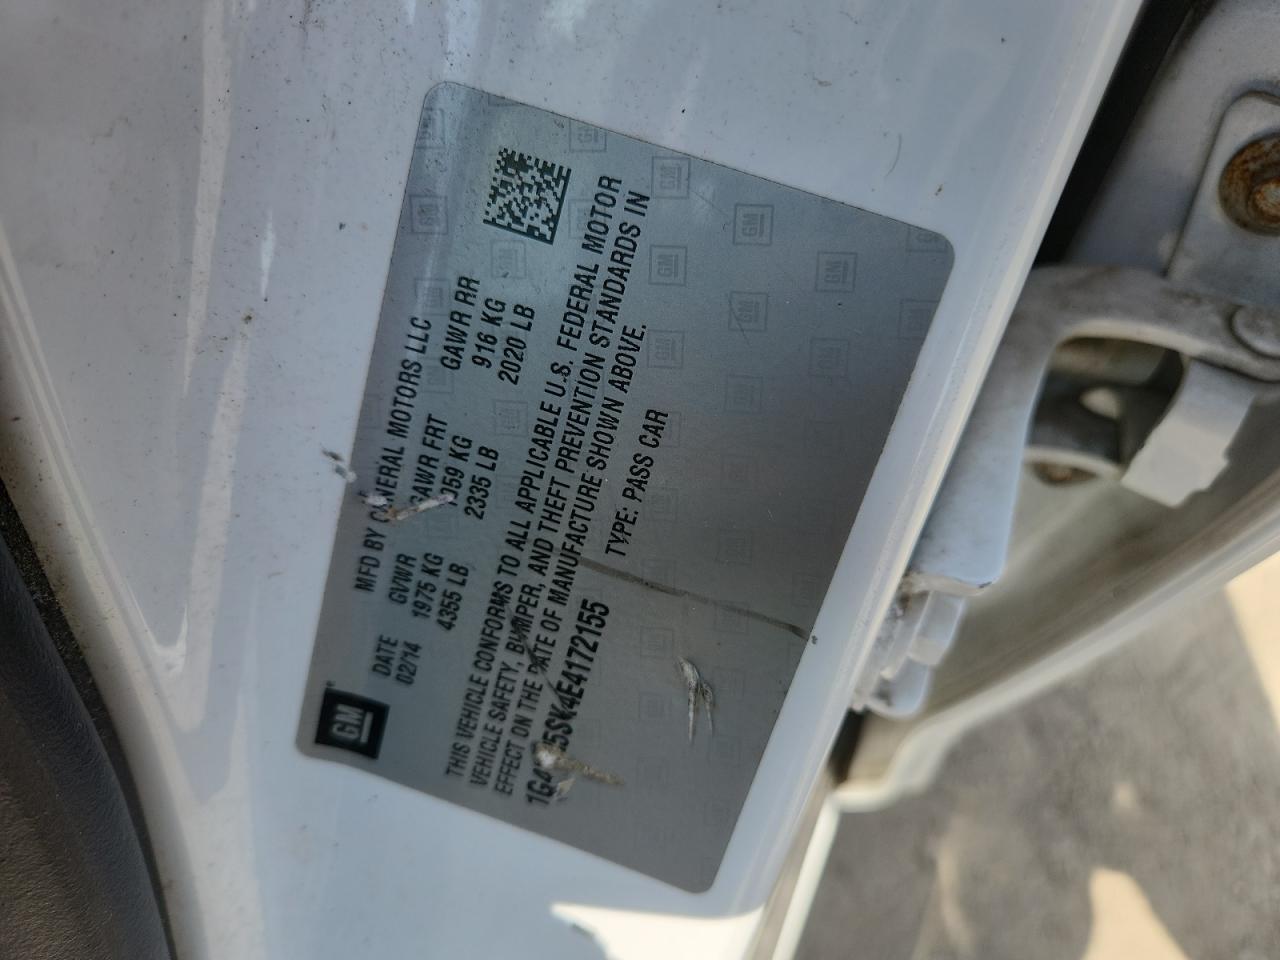 GM
MFD BY GENERAL MOTORS LLC
DATE GVWR GAWR FRT GAWR RR
02/14 1975 KG 1059 KG 916 KG
4355 LB 2335 LB 2020 LB
THIS VEHICLE CONFORMS TO ALL APPLICABLE U.S. FEDERAL MOTOR
VEHICLE SAFETY, BUMPER, AND THEFT PREVENTION STANDARDS IN
EFFECT ON THE DATE OF MANUFACTURE SHOWN ABOVE.
TYPE: PASS CAR